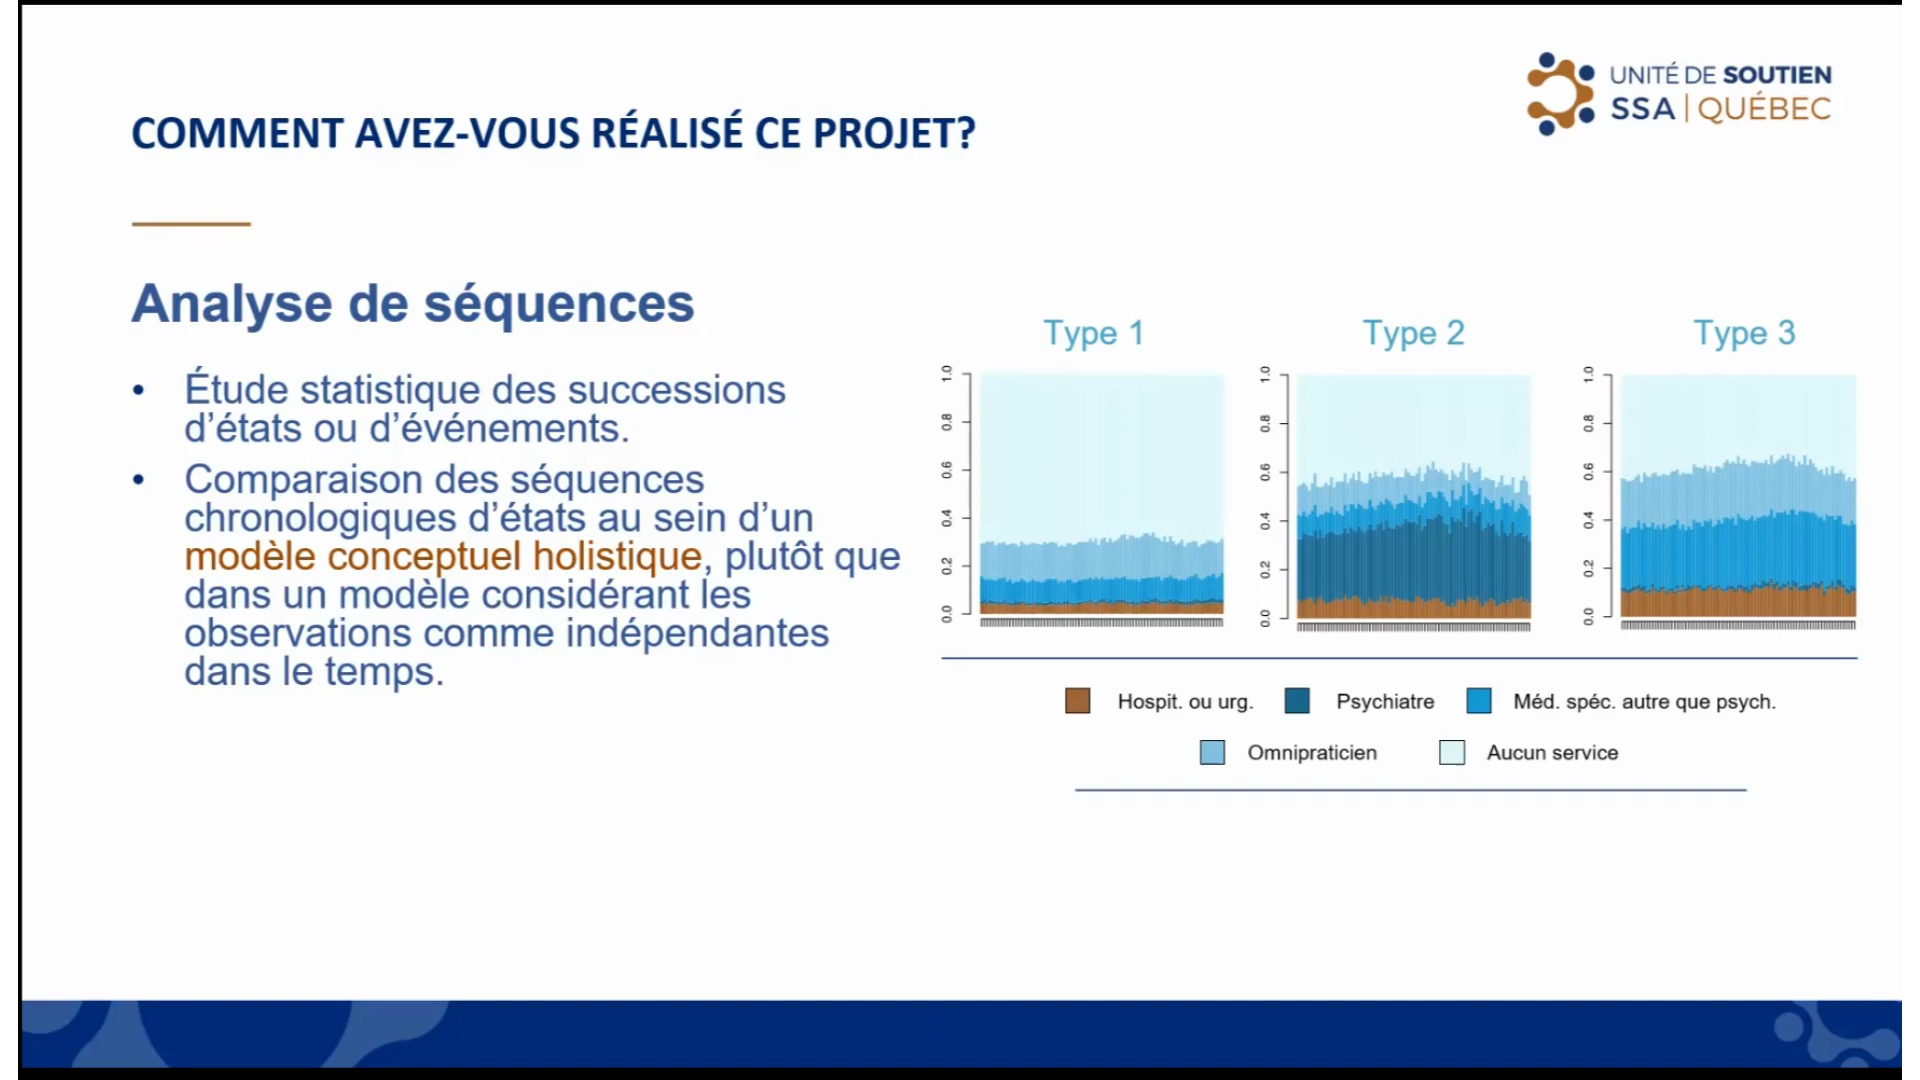 UNITÉ DE SOUTIEN
SSA | QUÉBEC
COMMENT AVEZ-VOUS RÉALISÉ CE PROJET?
Analyse de séquences
• Étude statistique des successions
d’états ou d’événements.
• Comparaison des séquences
chronologiques d’états au sein d’un
modèle conceptuel holistique, plutôt que
dans un modèle considérant les
observations comme indépendantes
dans le temps.
Type 1
1.0
0.8
0.6
0.4
0.2
0.0
Type 2
1.0
0.8
0.6
0.4
0.2
0.0
Type 3
1.0
0.8
0.6
0.4
0.2
0.0
Hospit. ou urg. Psychiatre Méd. spéc. autre que psych.
Omnipraticien Aucun service